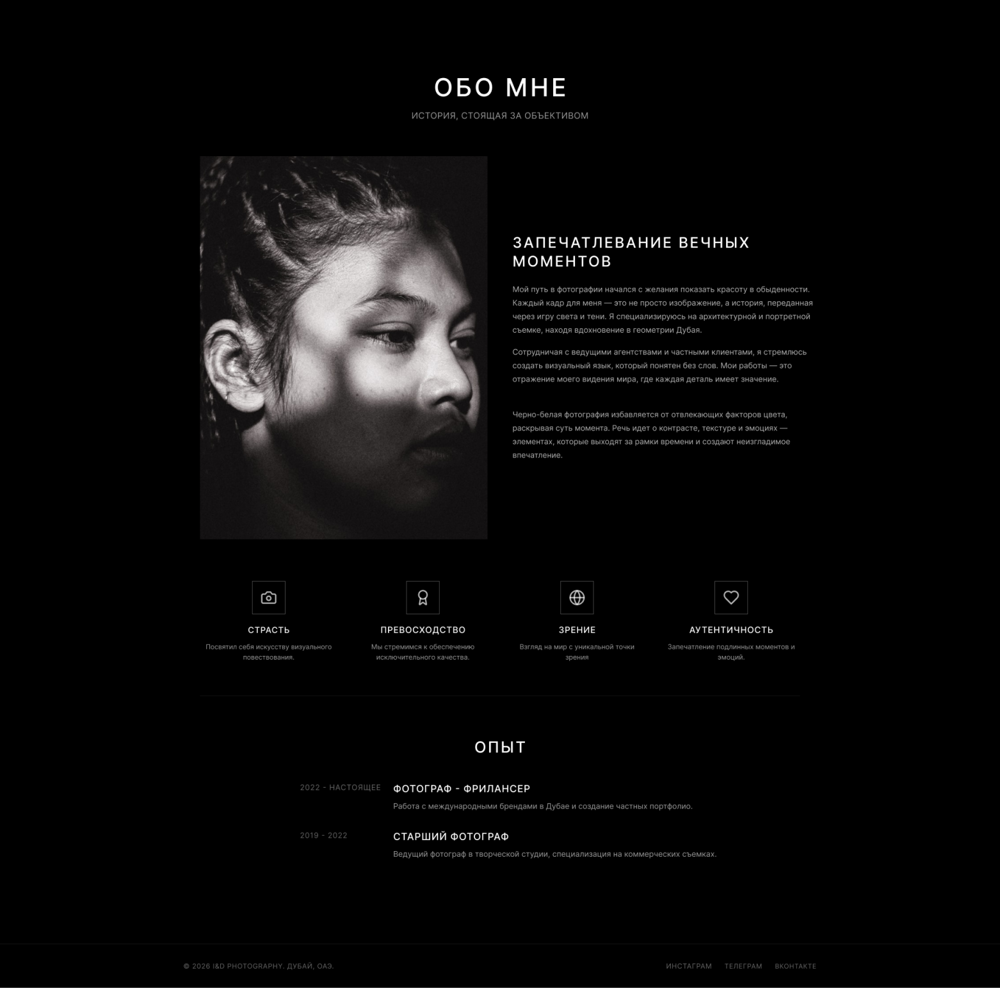 ОБО МНЕ
ИСТОРИЯ, СТОЯЩАЯ ЗА ОБЪЕКТИВОМ
ЗАПЕЧАТЛЕВАНИЕ ВЕЧНЫХ
МОМЕНТОВ
Мой путь в фотографии начался с желания показать красоту в обыденности.
Каждый кадр для меня — это не просто изображение, а история, переданная
через игру света и тени. Я специализируюсь на архитектурной и портретной
съемке, находя вдохновение в геометрии Дубая.
Сотрудничая с ведущими агентствами и частными клиентами, я стремлюсь
создать визуальный язык, который понятен без слов. Мои работы — это
отражение моего видения мира, где каждая деталь имеет значение.
Черно-белая фотография избавляется от отвлекающих факторов цвета,
раскрывая суть момента. Речь идет о контрасте, текстуре и эмоциях —
элементах, которые выходят за рамки времени и создают неизгладимое
впечатление.
СТРАСТЬ
Посвятил себя искусству визуального
повествования.
ПРЕВОСХОДСТВО
Мы стремимся к обеспечению
исключительного качества.
ЗРЕНИЕ
Взгляд на мир с уникальной точки
зрения
АУТЕНТИЧНОСТЬ
Запечатление подлинных моментов и
эмоций.
ОПЫТ
2022 - НАСТОЯЩЕЕ
ФОТОГРАФ - ФРИЛАНСЕР
Работа с международными брендами в Дубае и создание частных портфолио.
2019 - 2022
СТАРШИЙ ФОТОГРАФ
Ведущий фотограф в творческой студии, специализация на коммерческих съемках.
© 2026 I&D PHOTOGRAPHY. ДУБАЙ, ОАЭ.
ИНСТАГРАМ ТЕЛЕГРАМ ВКОНТАКТЕ